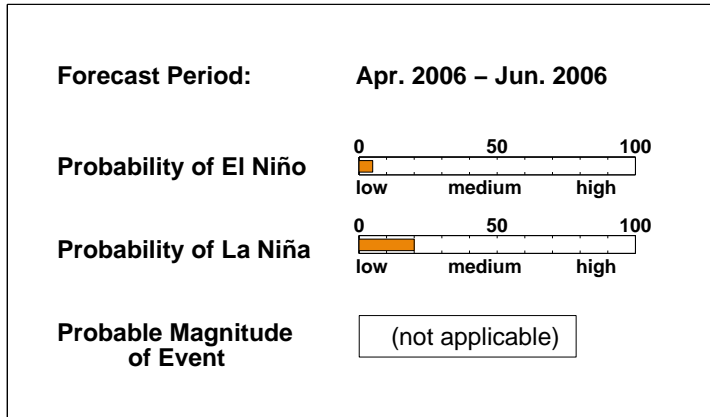 Forecast Period: Apr. 2006 – Jun. 2006
0 50 100
Probability of El Niño
low medium high
0 50 100
Probability of La Niña
low medium high
Probable Magnitude
of Event
(not applicable)